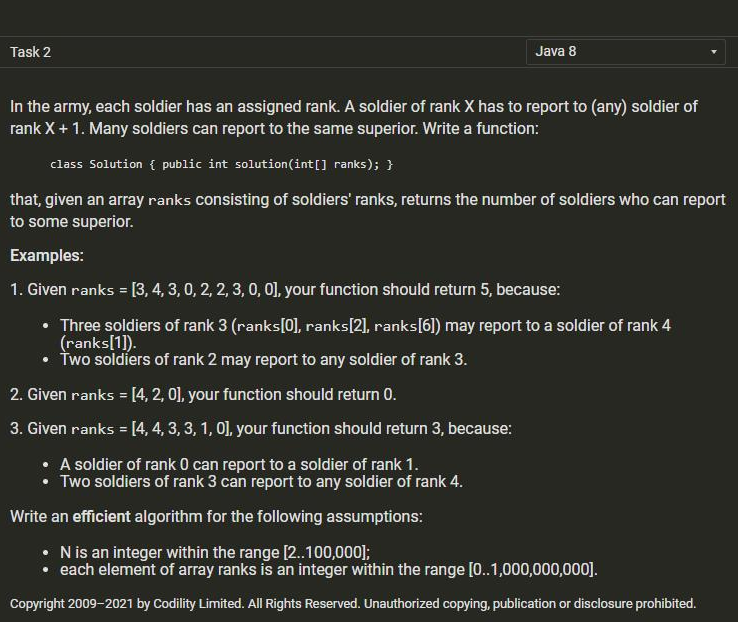 Task 2
Java 8
In the army, each soldier has an assigned rank. A soldier of rank X has to report to (any) soldier of
rank X + 1. Many soldiers can report to the same superior. Write a function:
class Solution { public int solution(int[] ranks); }
that, given an array ranks consisting of soldiers' ranks, returns the number of soldiers who can report
to some superior.
Examples:
1. Given ranks = [3, 4, 3, 0, 2, 2, 3, 0, 0], your function should return 5, because:
• Three soldiers of rank 3 (ranks[0], ranks[2], ranks[6]) may report to a soldier of rank 4
(ranks[1]).
• Two soldiers of rank 2 may report to any soldier of rank 3.
2. Given ranks = [4, 2, 0], your function should return 0.
3. Given ranks = [4, 4, 3, 3, 1, 0], your function should return 3, because:
• A soldier of rank 0 can report to a soldier of rank 1.
• Two soldiers of rank 3 can report to any soldier of rank 4.
Write an efficient algorithm for the following assumptions:
• N is an integer within the range [2..100,000];
• each element of array ranks is an integer within the range [0..1,000,000,000].
Copyright 2009–2021 by Codility Limited. All Rights Reserved. Unauthorized copying, publication or disclosure prohibited.